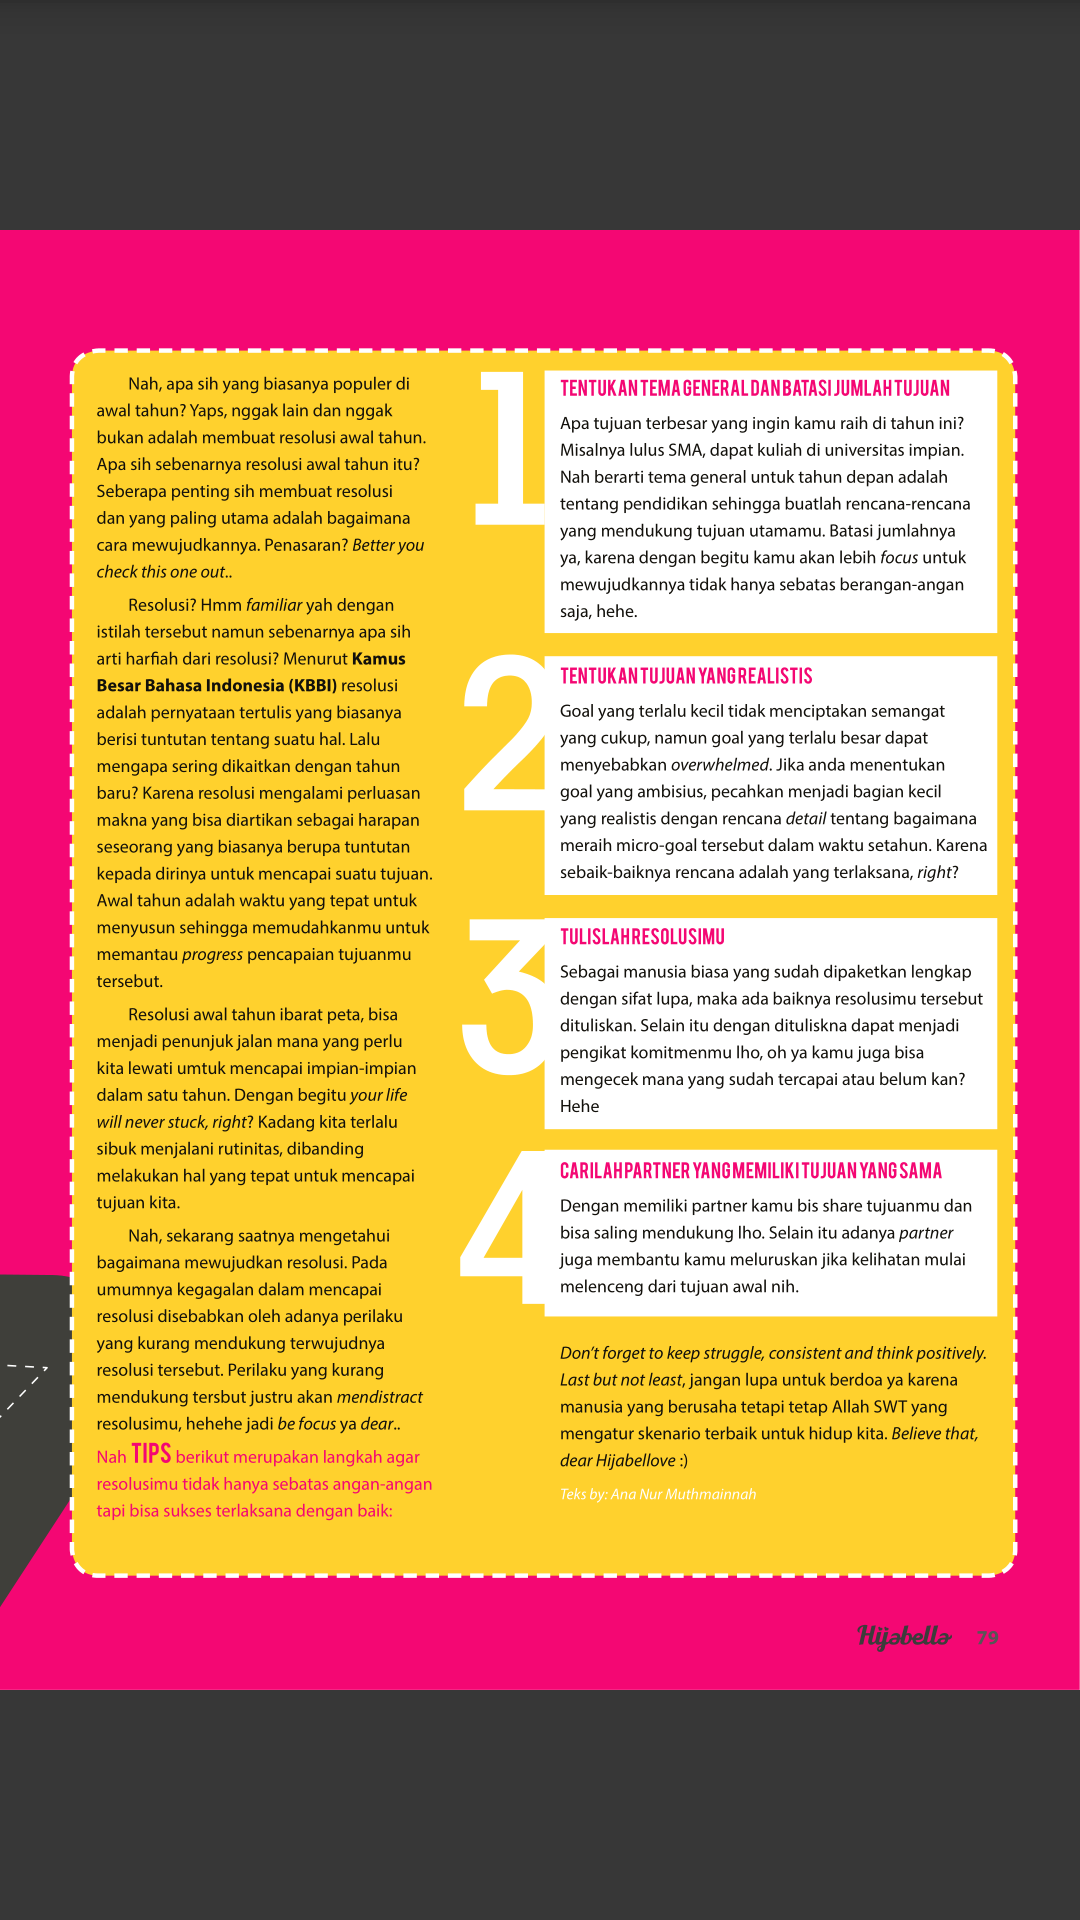 Nah, apa sih yang biasanya populer di
awal tahun? Yaps, nggak lain dan nggak
bukan adalah membuat resolusi awal tahun.
Apa sih sebenarnya resolusi awal tahun itu?
Seberapa penting sih membuat resolusi
dan yang paling utama adalah bagaimana
cara mewujudkannya. Penasaran? Better you
check this one out..
Resolusi? Hmm familiar yah dengan
istilah tersebut namun sebenarnya apa sih
arti harfiah dari resolusi? Menurut Kamus
Besar Bahasa Indonesia (KBBI) resolusi
adalah pernyataan tertulis yang biasanya
berisi tuntutan tentang suatu hal. Lalu
mengapa sering dikaitkan dengan tahun
baru? Karena resolusi mengalami perluasan
makna yang bisa diartikan sebagai harapan
seseorang yang biasanya berupa tuntutan
kepada dirinya untuk mencapai suatu tujuan.
Awal tahun adalah waktu yang tepat untuk
menyusun sehingga memudahkanmu untuk
memantau progress pencapaian tujuanmu
tersebut.
Resolusi awal tahun ibarat peta, bisa
menjadi penunjuk jalan mana yang perlu
kita lewati umtuk mencapai impian-impian
dalam satu tahun. Dengan begitu your life
will never stuck, right? Kadang kita terlalu
sibuk menjalani rutinitas, dibanding
melakukan hal yang tepat untuk mencapai
tujuan kita.
Nah, sekarang saatnya mengetahui
bagaimana mewujudkan resolusi. Pada
umumnya kegagalan dalam mencapai
resolusi disebabkan oleh adanya perilaku
yang kurang mendukung terwujudnya
resolusi tersebut. Perilaku yang kurang
mendukung tersbut justru akan mendistract
resolusimu, hehehe jadi be focus ya dear..
Nah TIPS berikut merupakan langkah agar
resolusimu tidak hanya sebatas angan-angan
tapi bisa sukses terlaksana dengan baik:
1
TENTUKAN TEMA GENERAL DAN BATASI JUMLAH TUJUAN
Apa tujuan terbesar yang ingin kamu raih di tahun ini?
Misalnya lulus SMA, dapat kuliah di universitas impian.
Nah berarti tema general untuk tahun depan adalah
tentang pendidikan sehingga buatlah rencana-rencana
yang mendukung tujuan utamamu. Batasi jumlahnya
ya, karena dengan begitu kamu akan lebih focus untuk
mewujudkannya tidak hanya sebatas berangan-angan
saja, hehe.
2
TENTUKAN TUJUAN YANG REALISTIS
Goal yang terlalu kecil tidak menciptakan semangat
yang cukup, namun goal yang terlalu besar dapat
menyebabkan overwhelmed. Jika anda menentukan
goal yang ambisius, pecahkan menjadi bagian kecil
yang realistis dengan rencana detail tentang bagaimana
meraih micro-goal tersebut dalam waktu setahun. Karena
sebaik-baiknya rencana adalah yang terlaksana, right?
3
TULISLAH RESOLUSIMU
Sebagai manusia biasa yang sudah dipaketkan lengkap
dengan sifat lupa, maka ada baiknya resolusimu tersebut
dituliskan. Selain itu dengan dituliskna dapat menjadi
pengikat komitmenmu lho, oh ya kamu juga bisa
mengecek mana yang sudah tercapai atau belum kan?
Hehe
4
CARILAH PARTNER YANG MEMILIKI TUJUAN YANG SAMA
Dengan memiliki partner kamu bis share tujuanmu dan
bisa saling mendukung lho. Selain itu adanya partner
juga membantu kamu meluruskan jika kelihatan mulai
melenceng dari tujuan awal nih.
Don't forget to keep struggle, consistent and think positively.
Last but not least, jangan lupa untuk berdoa ya karena
manusia yang berusaha tetapi tetap Allah SWT yang
mengatur skenario terbaik untuk hidup kita. Believe that,
dear Hijabellove :)
Teks by: Ana Nur Muthmainnah
Hijabella 79